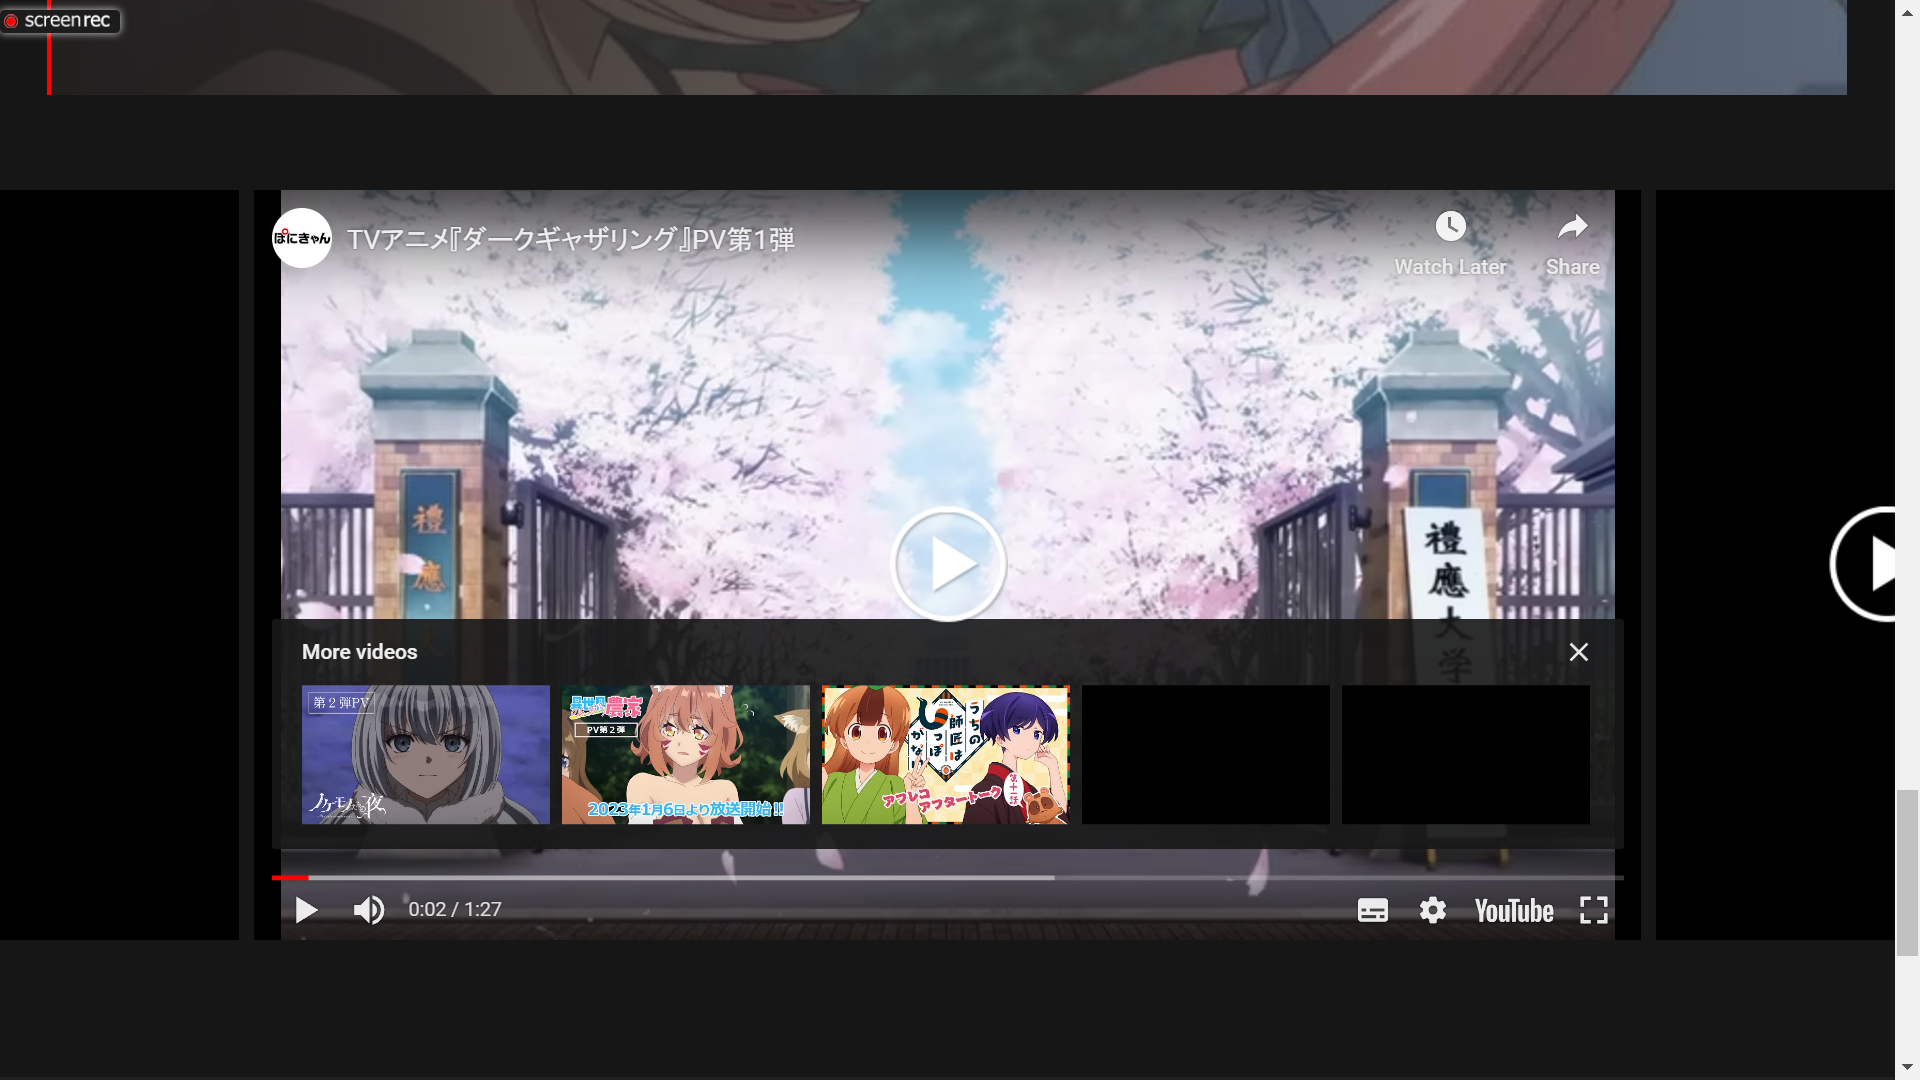 screenrec
ぽにきゃん
TVアニメ『ダークギャザリング』PV第1弾
Watch Later
Share
禮應
禮應大学
More videos
第2弾PV
ノケモノたちの夜
農家
PV第2弾
2023年1月6日より放送開始!!
うちの
師匠は
しっぽ
がない
アフレコ
アフタートーク
第十一話
0:02 / 1:27
YouTube